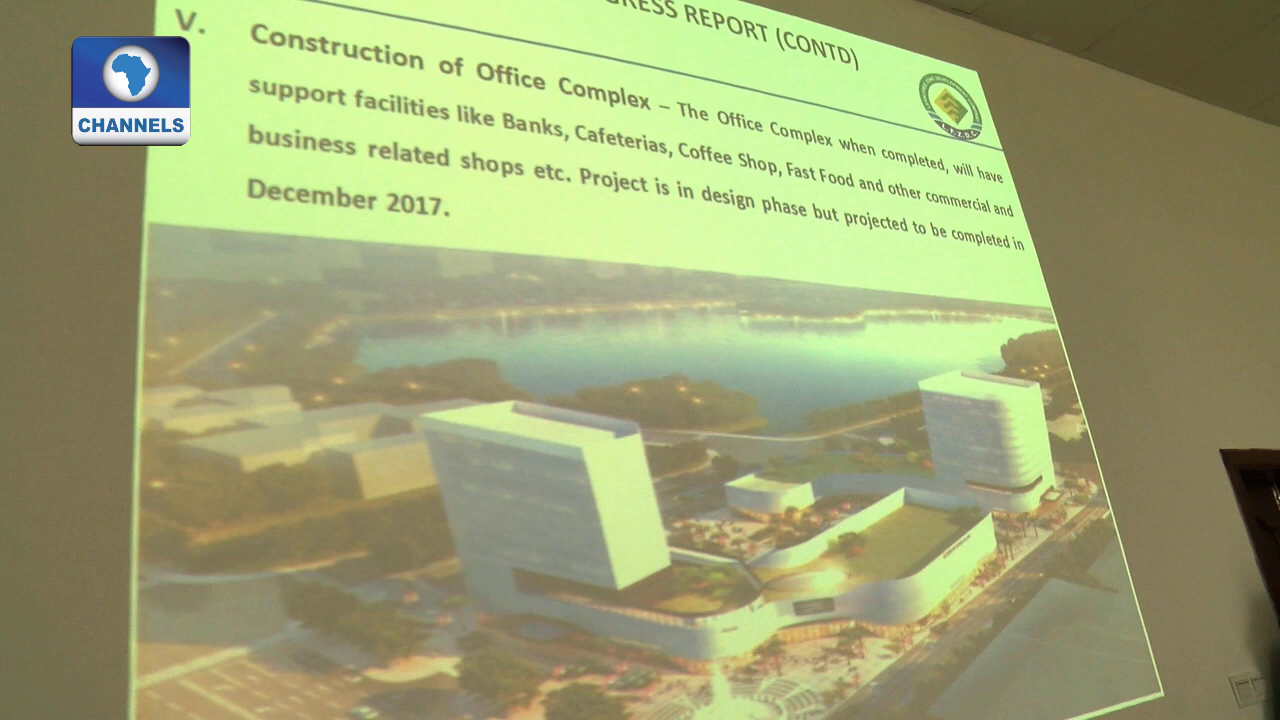 GRESS REPORT (CONTD)
V. Construction of Office Complex – The Office Complex when completed, will have
support facilities like Banks, Cafeterias, Coffee Shop, Fast Food and other commercial and
business related shops etc. Project is in design phase but projected to be completed in
December 2017.
CHANNELS